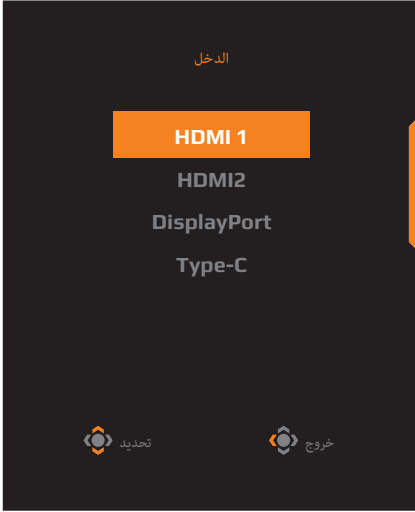 الدخل
HDMI 1
HDMI2
DisplayPort
Type-C
خروج
تحديد